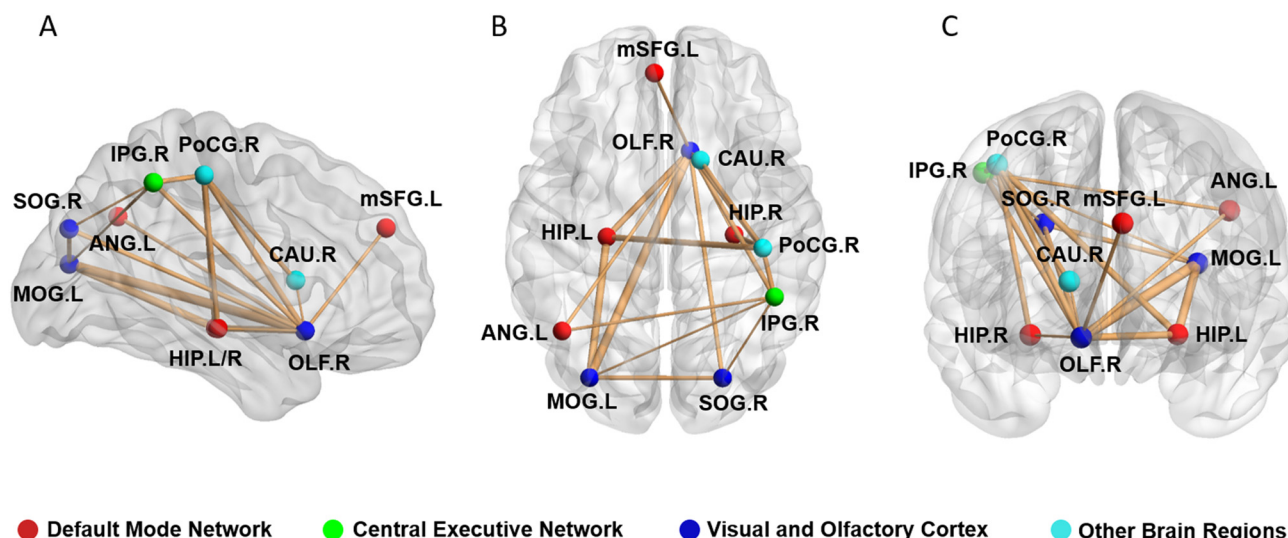 A
B
C
mSFG.L
IPG.R
PoCG.R
SOG.R
ANG.L
MOG.L
mSFG.L
CAU.R
HIP.L/R
OLF.R
OLF.R
CAU.R
HIP.L
HIP.R
PoCG.R
ANG.L
IPG.R
MOG.L
SOG.R
PoCG.R
IPG.R
SOG.R
mSFG.L
ANG.L
CAU.R
MOG.L
HIP.R
HIP.L
OLF.R
Default Mode Network
Central Executive Network
Visual and Olfactory Cortex
Other Brain Regions